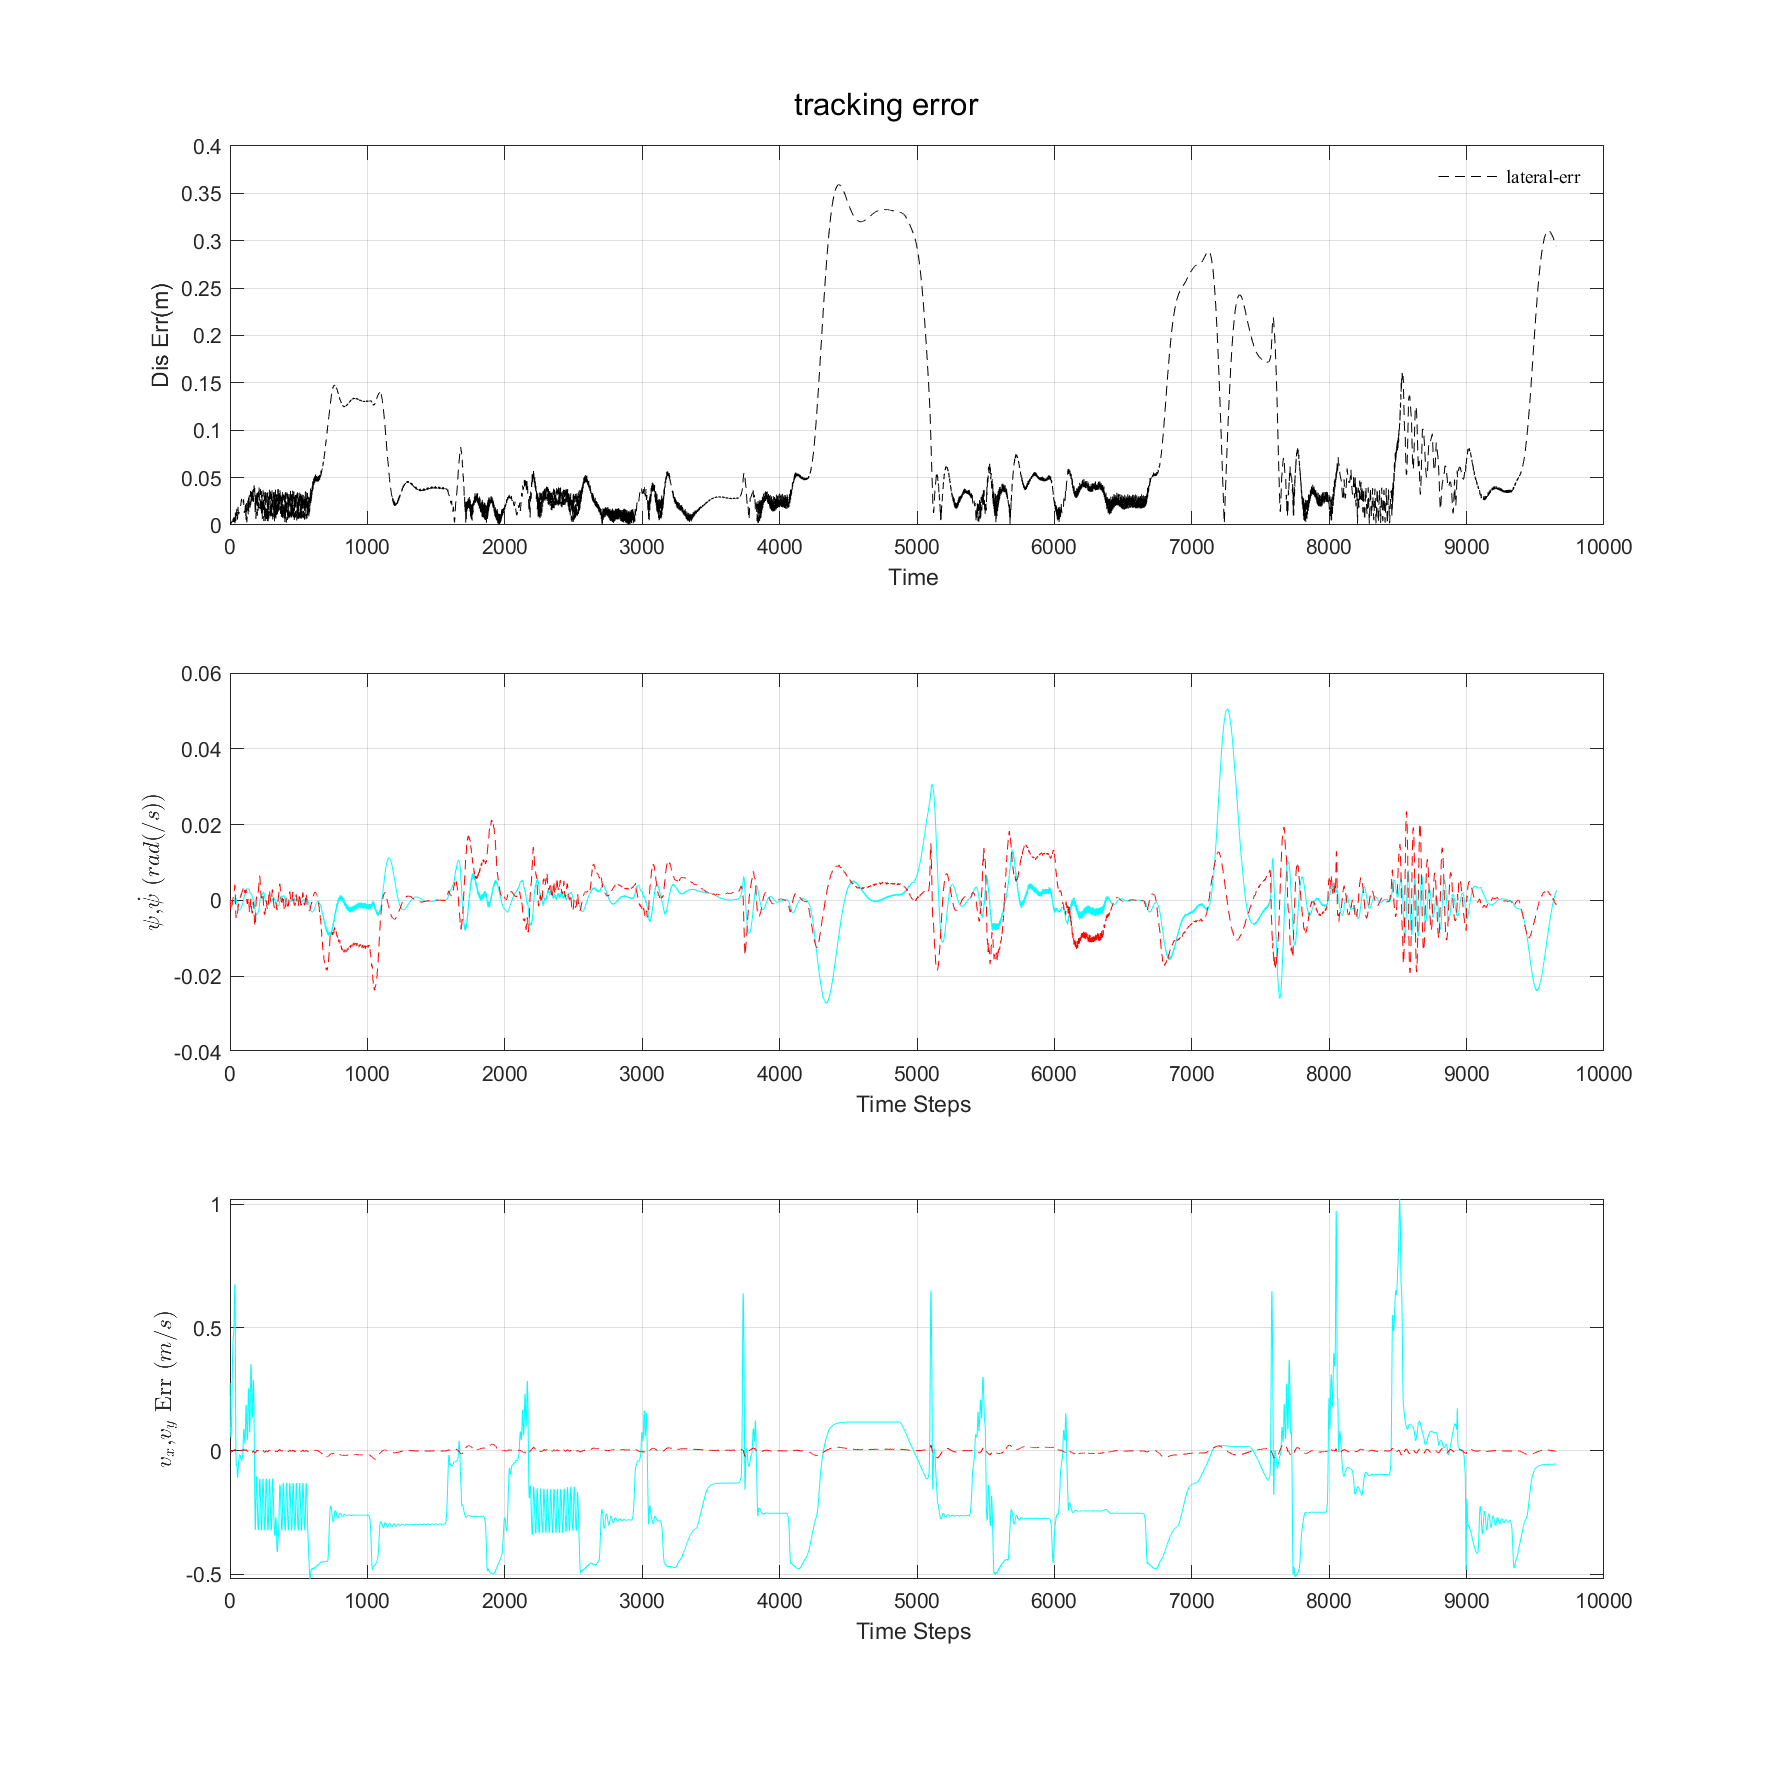 tracking error
0.4
0.35
0.3
0.25
0.2
0.15
0.1
0.05
0
Dis Err(m)
lateral-err
0 1000 2000 3000 4000 5000 6000 7000 8000 9000 10000
Time
0.06
0.04
0.02
0
-0.02
-0.04
ψ,ψ̇, (rad(/s))
0 1000 2000 3000 4000 5000 6000 7000 8000 9000 10000
Time Steps
1
0.5
0
-0.5
v_x,v_y Err (m/s)
0 1000 2000 3000 4000 5000 6000 7000 8000 9000 10000
Time Steps